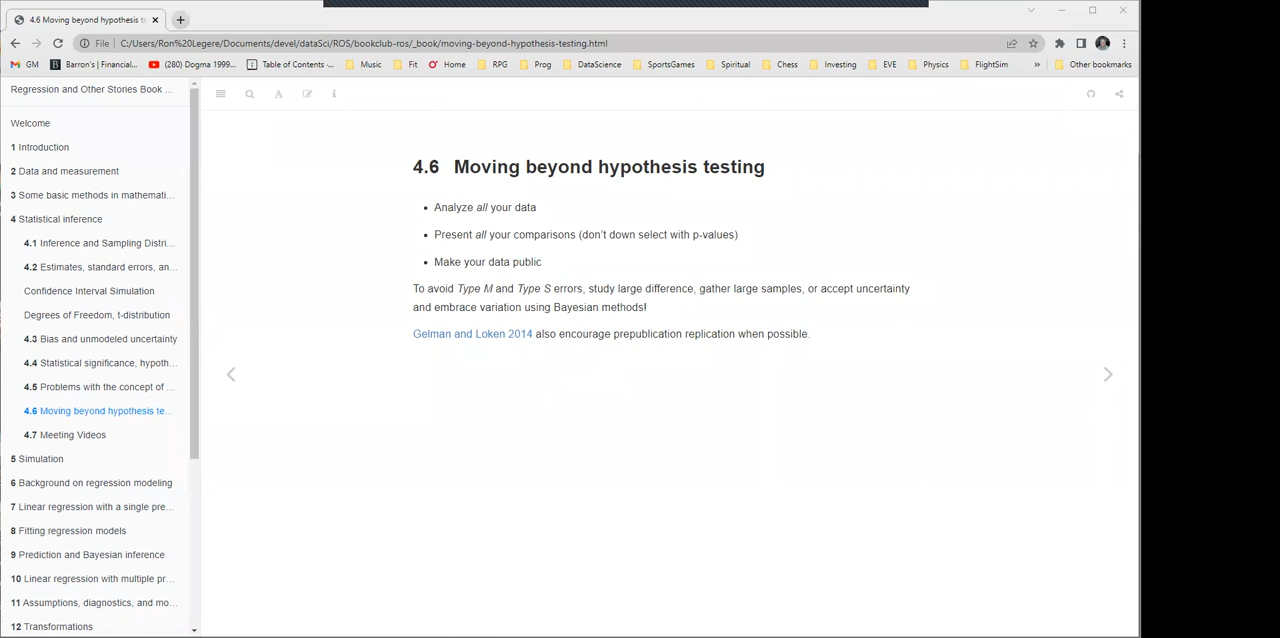 4.6 Moving beyond hypothesis t
File C:/Users/Ron%20Legere/Documents/devel/dataSci/ROS/bookclub-ros/_book/moving-beyond-hypothesis-testing.html
GM Barron's | Financial... (280) Dogma 1999... Table of Contents -... Music Fit Home RPG Prog DataScience SportsGames Spiritual Chess Investing EVE Physics FlightSim » Other bookmarks
Regression and Other Stories Book ...
Welcome
1 Introduction
2 Data and measurement
3 Some basic methods in mathemati...
4 Statistical inference
4.1 Inference and Sampling Distri...
4.2 Estimates, standard errors, an...
Confidence Interval Simulation
Degrees of Freedom, t-distribution
4.3 Bias and unmodeled uncertainty
4.4 Statistical significance, hypoth...
4.5 Problems with the concept of ...
4.6 Moving beyond hypothesis te...
4.7 Meeting Videos
5 Simulation
6 Background on regression modeling
7 Linear regression with a single pre...
8 Fitting regression models
9 Prediction and Bayesian inference
10 Linear regression with multiple pr...
11 Assumptions, diagnostics, and mo...
12 Transformations
4.6 Moving beyond hypothesis testing
• Analyze all your data
• Present all your comparisons (don't down select with p-values)
• Make your data public
To avoid Type M and Type S errors, study large difference, gather large samples, or accept uncertainty
and embrace variation using Bayesian methods!
Gelman and Loken 2014 also encourage prepublication replication when possible.